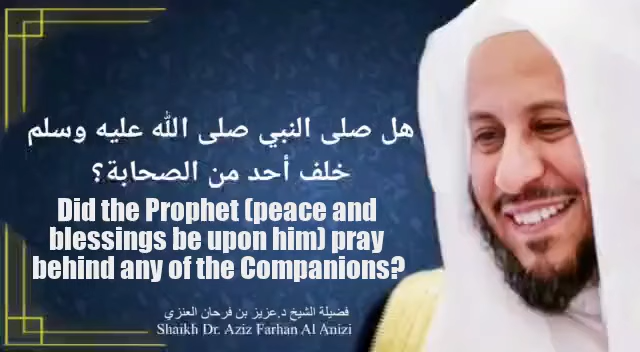 هل صلى النبي صلى الله عليه وسلم
خلف أحد من الصحابة؟
Did the Prophet (peace and
blessings be upon him) pray
behind any of the Companions?
فضيلة الشيخ د.عزيز بن فرحان العنزي
Shaikh Dr. Aziz Farhan Al Anizi